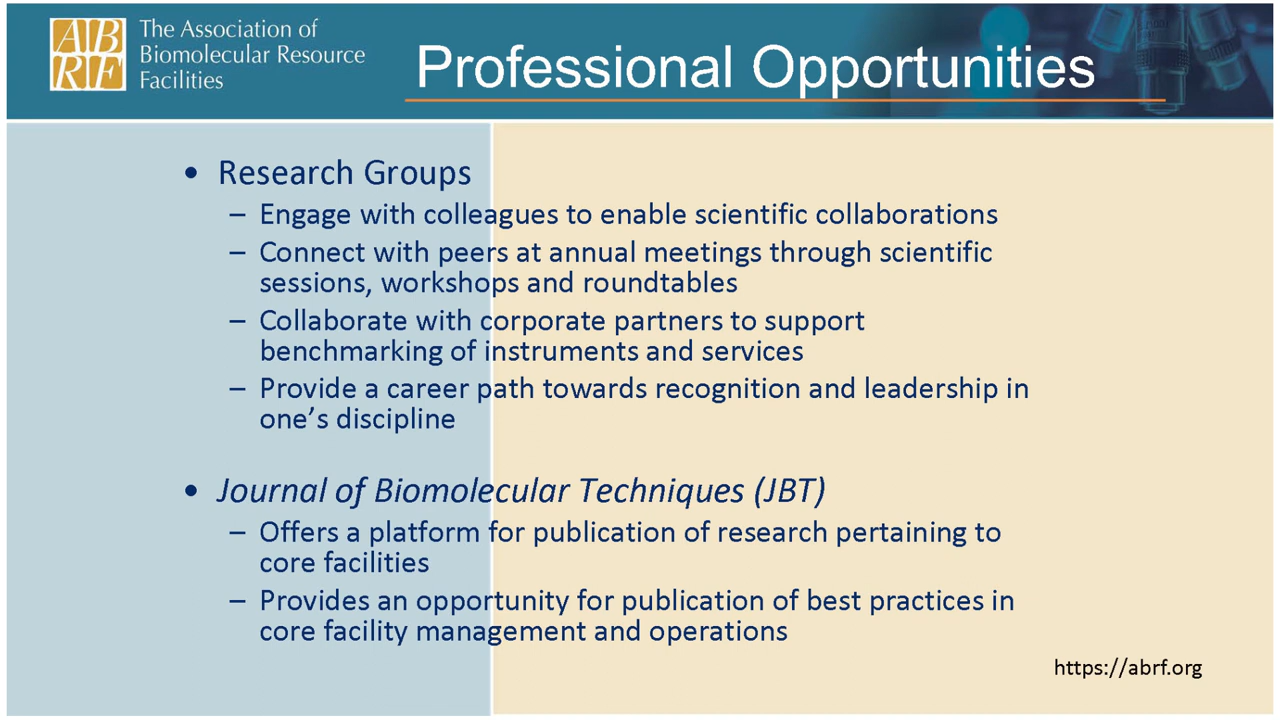 AB
RF
The Association of
Biomolecular Resource
Facilities
Professional Opportunities
• Research Groups
– Engage with colleagues to enable scientific collaborations
– Connect with peers at annual meetings through scientific
sessions, workshops and roundtables
– Collaborate with corporate partners to support
benchmarking of instruments and services
– Provide a career path towards recognition and leadership in
one’s discipline
• Journal of Biomolecular Techniques (JBT)
– Offers a platform for publication of research pertaining to
core facilities
– Provides an opportunity for publication of best practices in
core facility management and operations
https://abrf.org